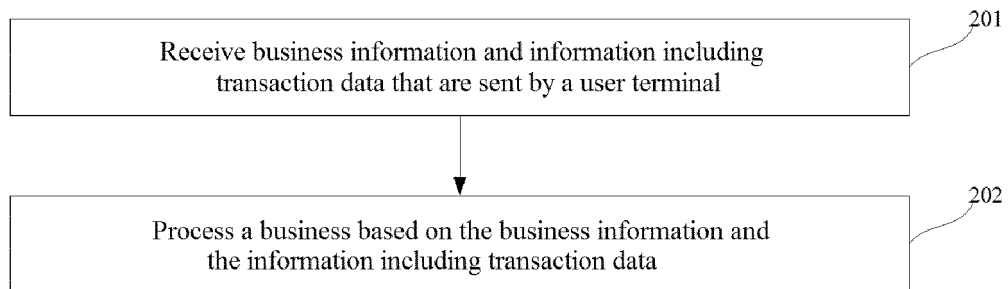 201
Receive business information and information including
transaction data that are sent by a user terminal
202
Process a business based on the business information and
the information including transaction data